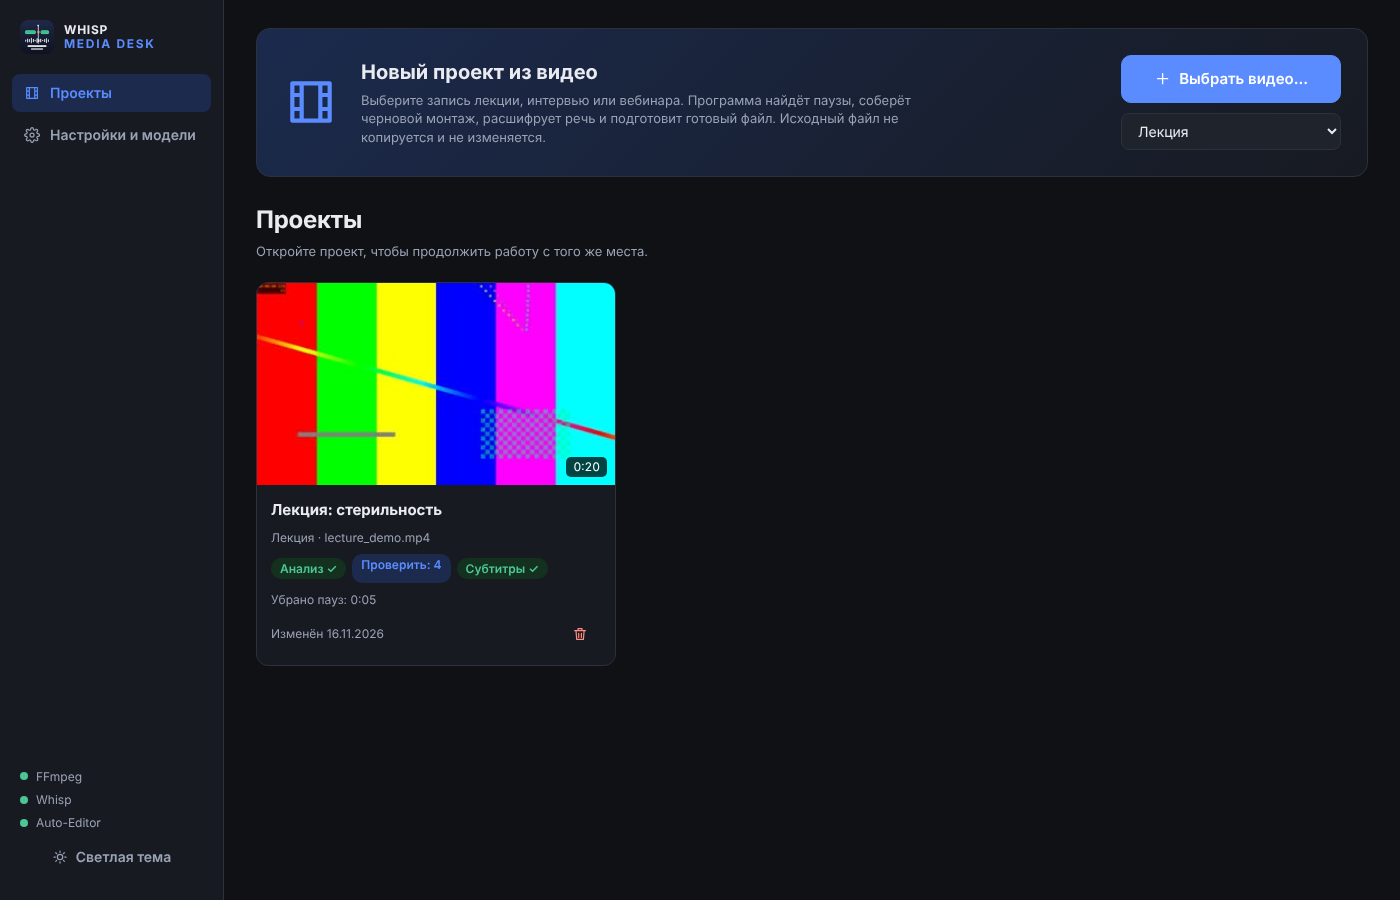 WHISP
MEDIA DESK
Проекты
Настройки и модели
FFmpeg
Whisp
Auto-Editor
Светлая тема
Новый проект из видео
Выберите запись лекции, интервью или вебинара. Программа найдёт паузы, соберёт
черновой монтаж, расшифрует речь и подготовит готовый файл. Исходный файл не
копируется и не изменяется.
Выбрать видео...
Лекция
Проекты
Откройте проект, чтобы продолжить работу с того же места.
0:20
Лекция: стерильность
Лекция · lecture_demo.mp4
Анализ ✓ Проверить: 4 Субтитры ✓
Убрано пауз: 0:05
Изменён 16.11.2026